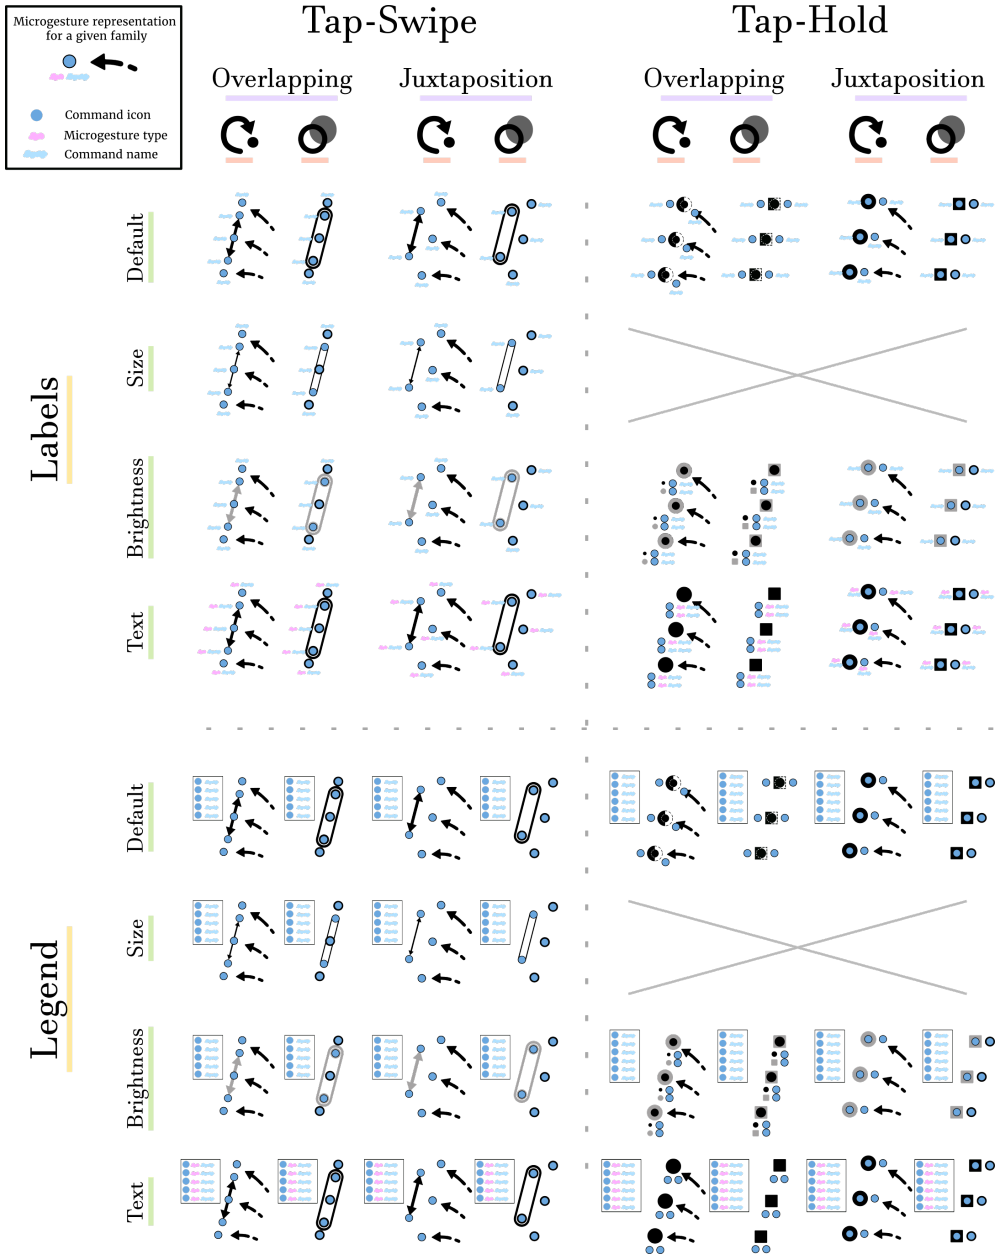 Microgesture representation
for a given family
Command icon
Microgesture type
Command name
Tap-Swipe
Tap-Hold
Overlapping
Juxtaposition
Overlapping
Juxtaposition
Labels
Default
Size
Brightness
Text
Legend
Default
Size
Brightness
Text